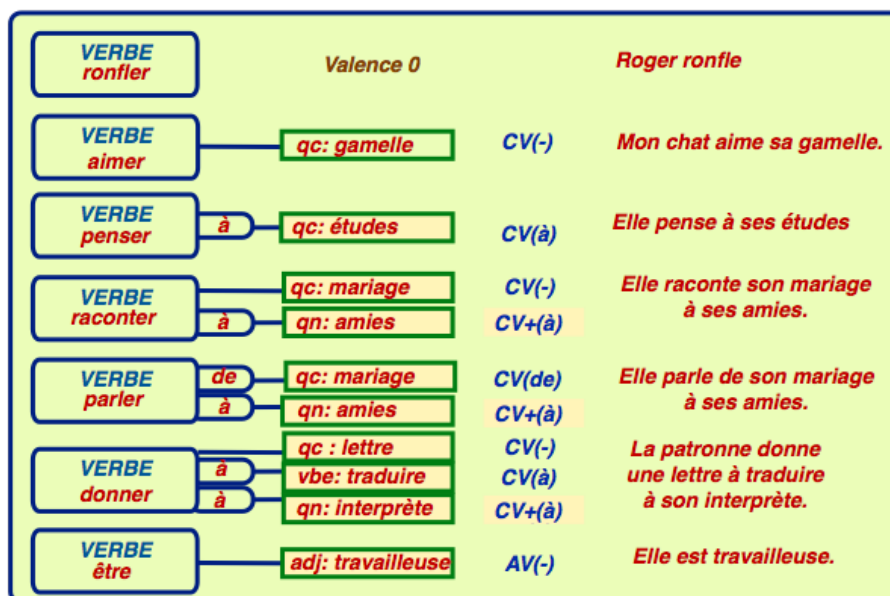 VERBE
ronfler
Valence 0
Roger ronfle
VERBE
aimer
qc: gamelle
CV(-)
Mon chat aime sa gamelle.
VERBE
penser
à
qc: études
CV(à)
Elle pense à ses études
VERBE
raconter
à
qc: mariage
qn: amies
CV(-)
CV+(à)
Elle raconte son mariage
à ses amies.
VERBE
parler
de
à
qc: mariage
qn: amies
CV(de)
CV+(à)
Elle parle de son mariage
à ses amies.
VERBE
donner
à
à
qc : lettre
vbe: traduire
qn: interprète
CV(-)
CV(à)
CV+(à)
La patronne donne
une lettre à traduire
à son interprète.
VERBE
être
adj: travailleuse
AV(-)
Elle est travailleuse.